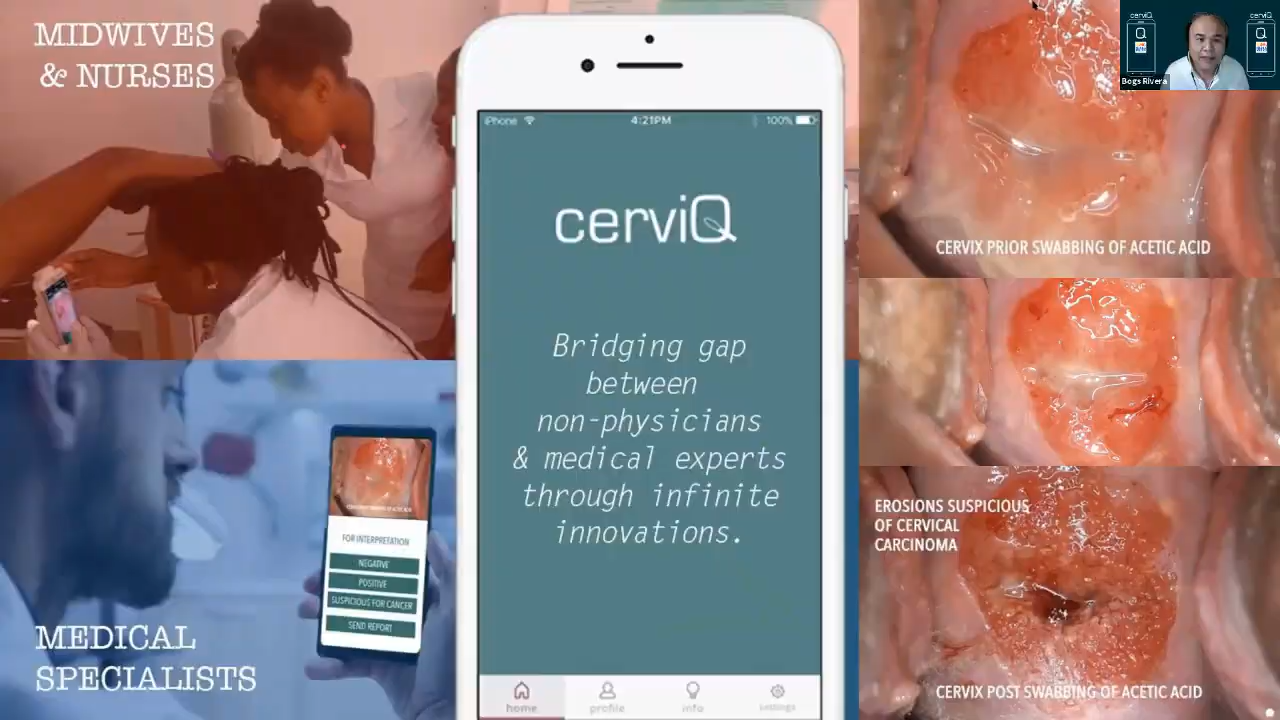 MIDWIVES
& NURSES
MEDICAL
SPECIALISTS
FOR INTERPRETATION
NEGATIVE
POSITIVE
SUSPICIOUS FOR CANCER
SEND REPORT
iPhone
4:21PM
100%
cerviQ
Bridging gap
between
non-physicians
& medical experts
through infinite
innovations.
home
profile
info
settings
CERVIX PRIOR SWABBING OF ACETIC ACID
EROSIONS SUSPICIOUS
OF CERVICAL
CARCINOMA
CERVIX POST SWABBING OF ACETIC ACID
cerviQ
cerviQ
Bogs Rivera